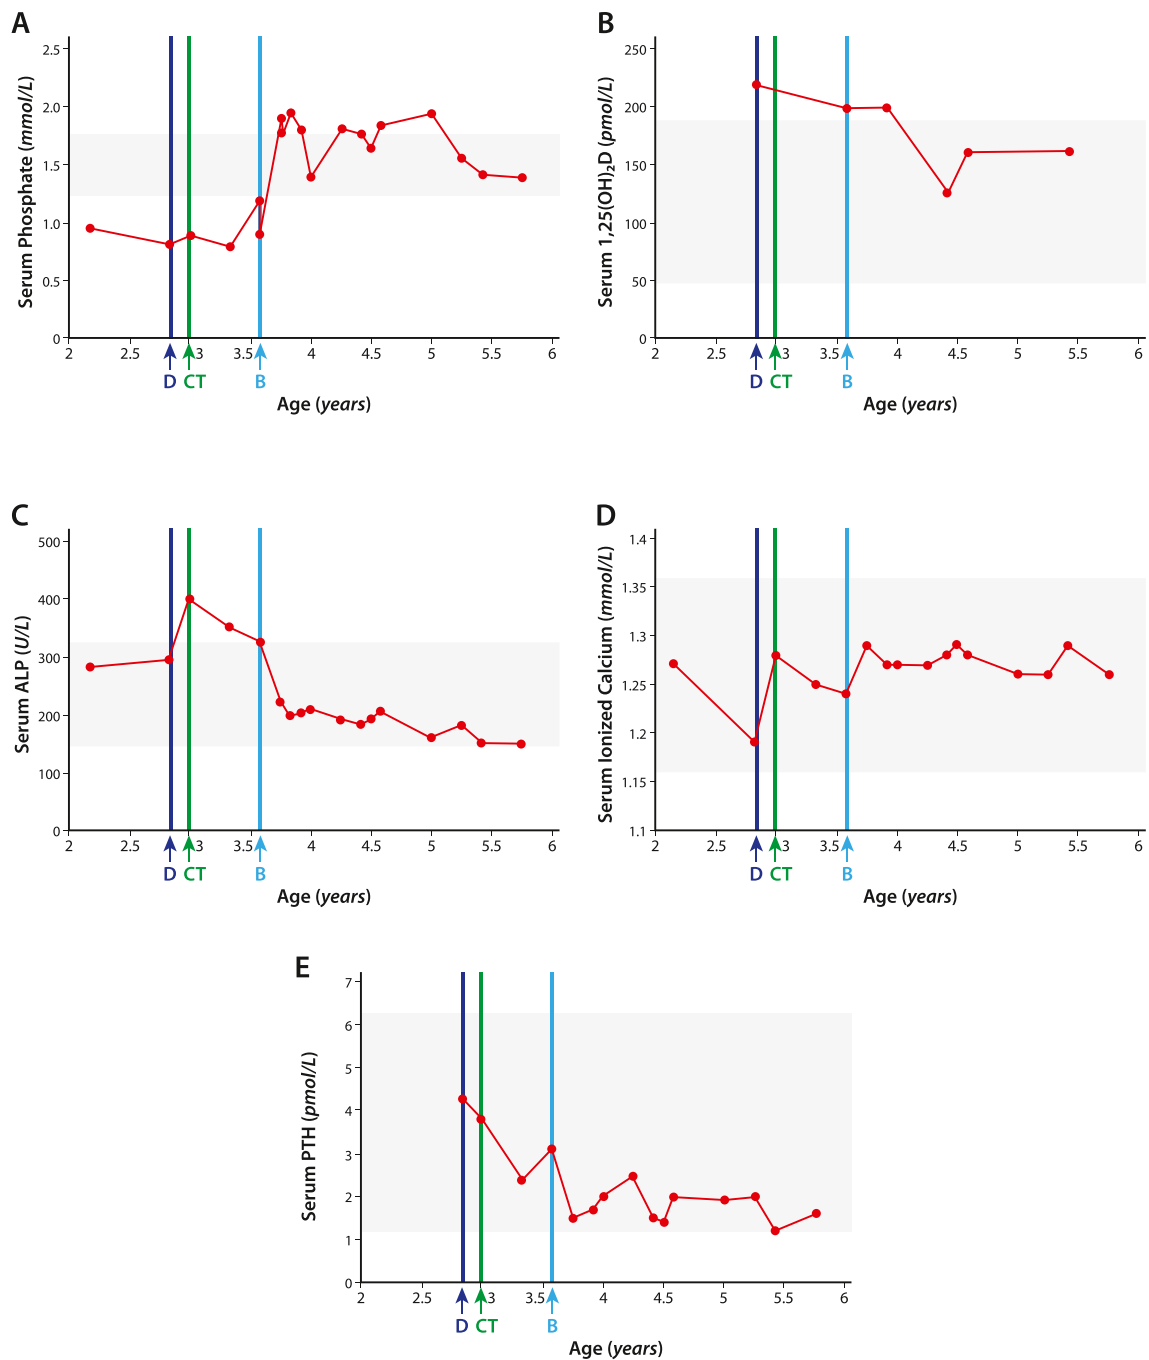 A
Serum Phosphate (mmol/L)
2.5
2.0
1.5
1.0
0.5
0
2 2.5 3 3.5 4 4.5 5 5.5 6
D CT B
Age (years)
B
Serum 1,25(OH)₂D (pmol/L)
250
200
150
100
50
0
2 2.5 3 3.5 4 4.5 5 5.5 6
D CT B
Age (years)
C
Serum ALP (U/L)
500
400
300
200
100
0
2 2.5 3 3.5 4 4.5 5 5.5 6
D CT B
Age (years)
D
Serum Ionized Calcium (mmol/L)
1.4
1.35
1.3
1.25
1.2
1.15
1.1
2 2.5 3 3.5 4 4.5 5 5.5 6
D CT B
Age (years)
E
Serum PTH (pmol/L)
7
6
5
4
3
2
1
0
2 2.5 3 3.5 4 4.5 5 5.5 6
D CT B
Age (years)